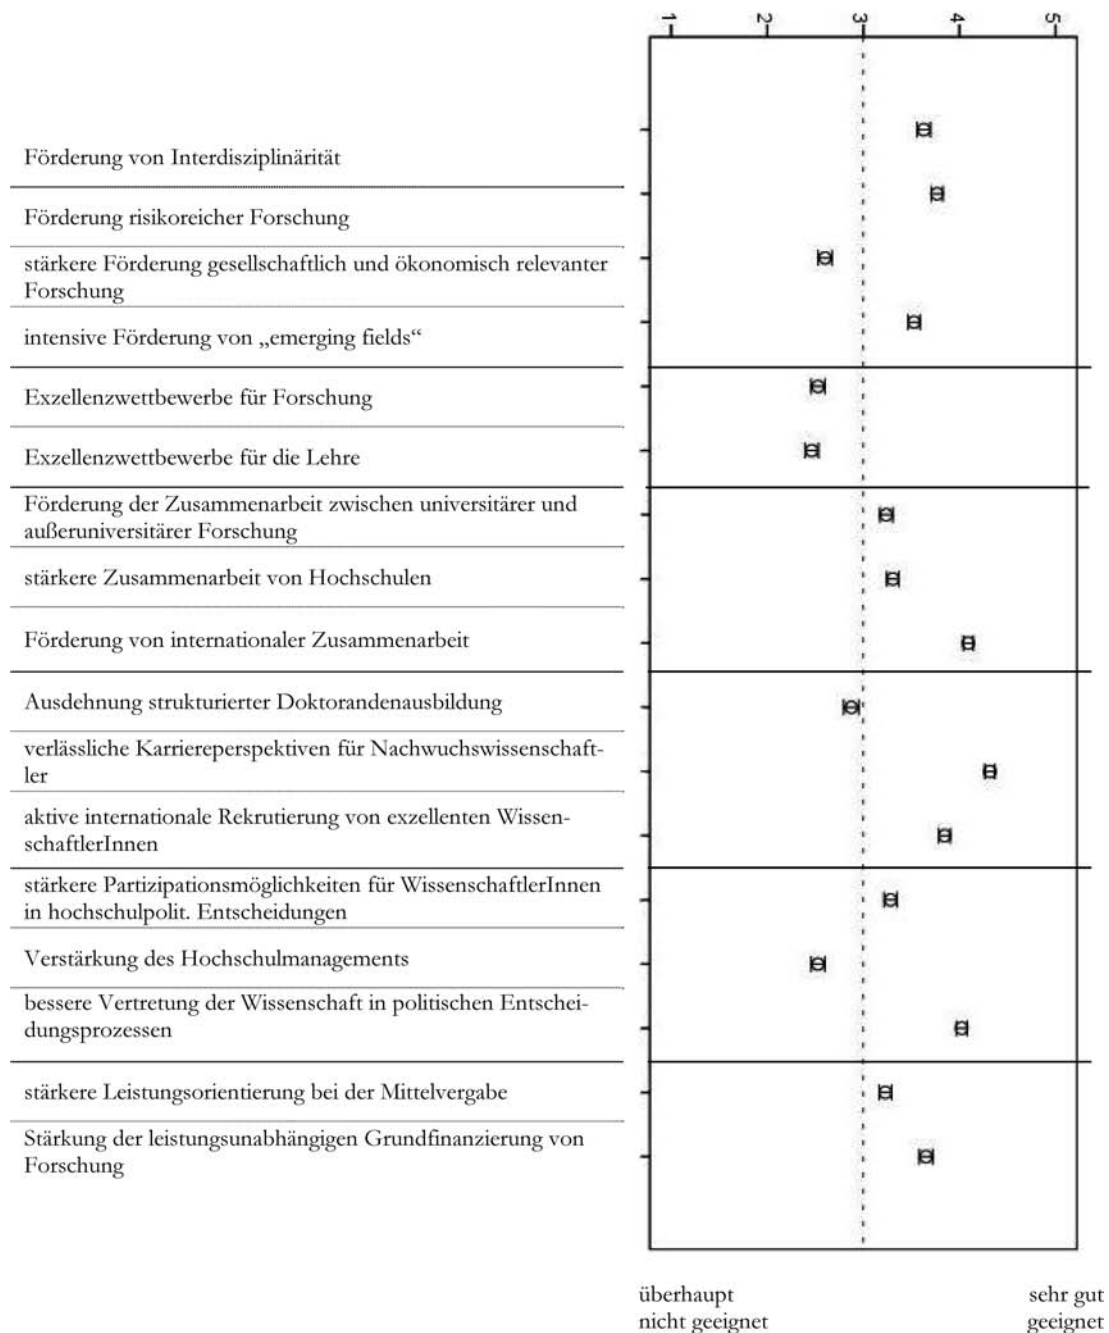 1 2 3 4 5
Förderung von Interdisziplinärität
Förderung risikoreicher Forschung
stärkere Förderung gesellschaftlich und ökonomisch relevanter
Forschung
intensive Förderung von „emerging fields“
Exzellenzwettbewerbe für Forschung
Exzellenzwettbewerbe für die Lehre
Förderung der Zusammenarbeit zwischen universitärer und
außeruniversitärer Forschung
stärkere Zusammenarbeit von Hochschulen
Förderung von internationaler Zusammenarbeit
Ausdehnung strukturierter Doktorandenausbildung
verlässliche Karriereperspektiven für Nachwuchswissenschaft-
ler
aktive internationale Rekrutierung von exzellenten Wissen-
schaftlerInnen
stärkere Partizipationsmöglichkeiten für WissenschaftlerInnen
in hochschulpolit. Entscheidungen
Verstärkung des Hochschulmanagements
bessere Vertretung der Wissenschaft in politischen Entschei-
dungsprozessen
stärkere Leistungsorientierung bei der Mittelvergabe
Stärkung der leistungsunabhängigen Grundfinanzierung von
Forschung
überhaupt
nicht geeignet
sehr gut
geeignet